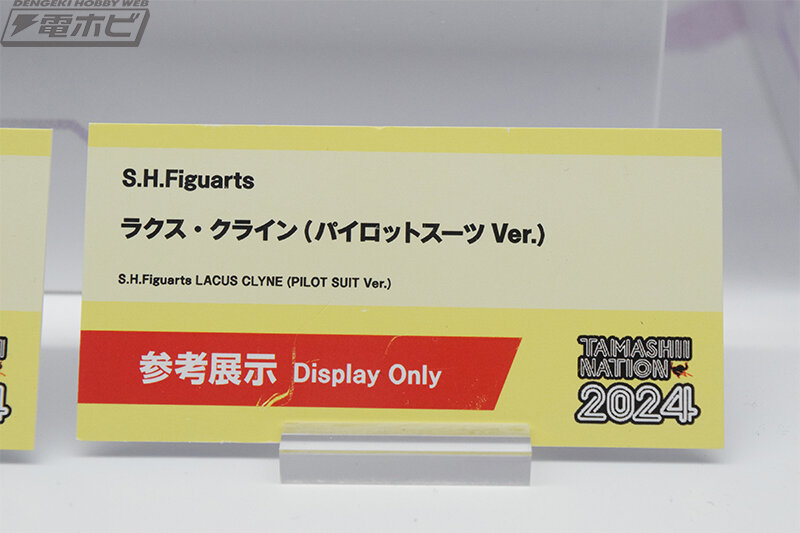 DENGEKI HOBBY WEB
電ホビ
S.H.Figuarts
ラクス・クライン(パイロットスーツ Ver.)
S.H.Figuarts LACUS CLYNE (PILOT SUIT Ver.)
参考展示 Display Only
TAMASHII
NATION
2024